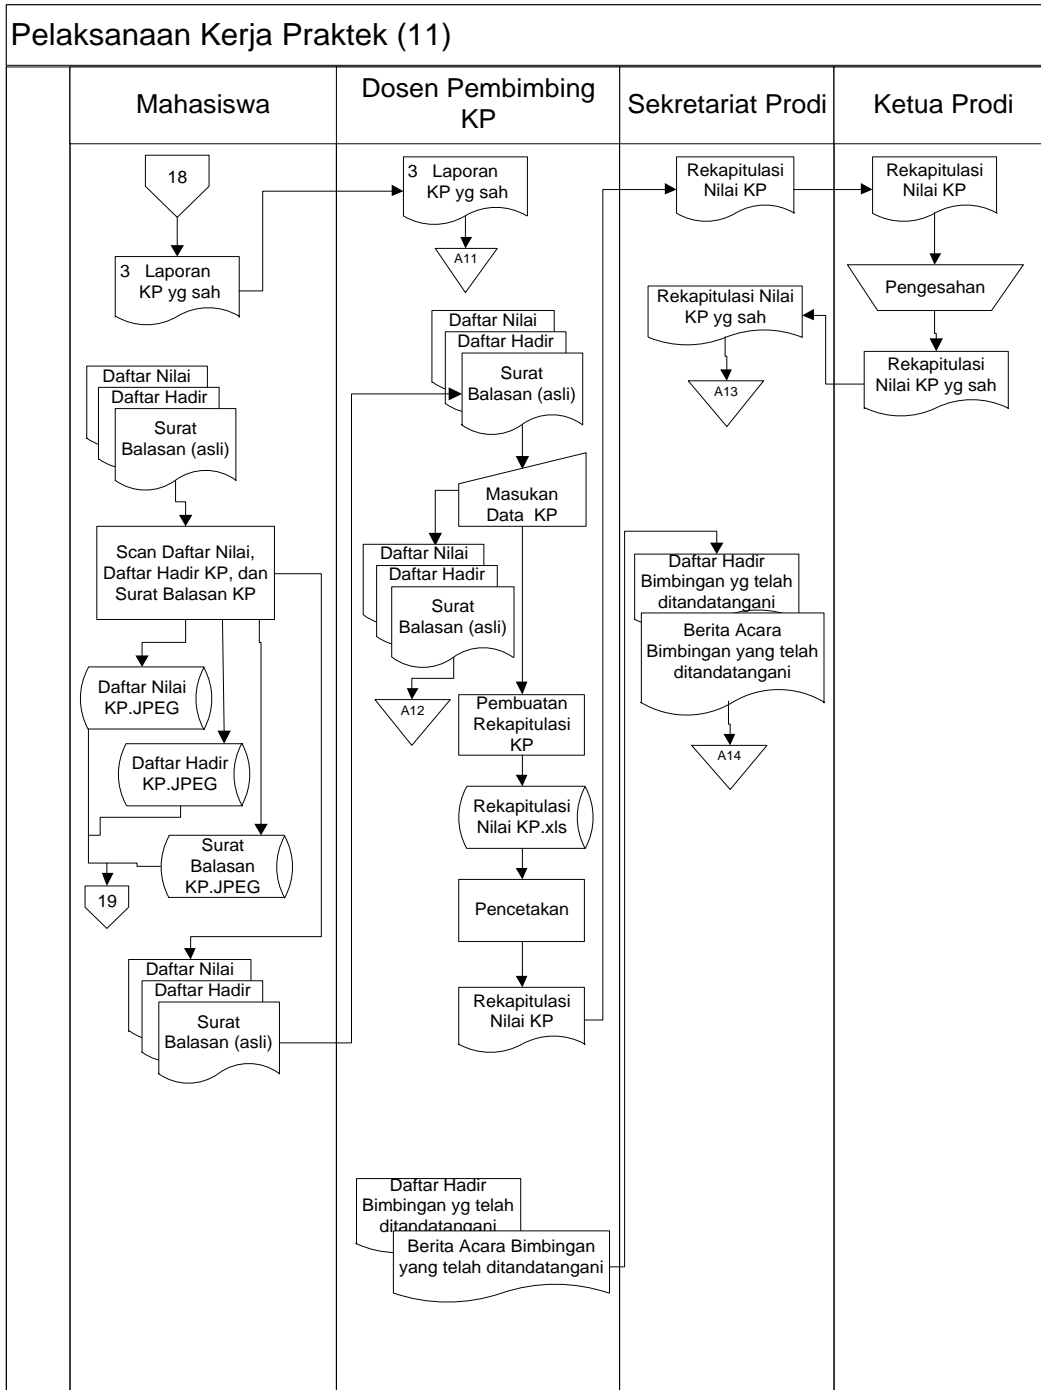 Pelaksanaan Kerja Praktek (11)
Mahasiswa
Dosen Pembimbing
KP
Sekretariat Prodi
Ketua Prodi
18
3 Laporan
KP yg sah
Daftar Nilai
Daftar Hadir
Surat
Balasan (asli)
Scan Daftar Nilai,
Daftar Hadir KP, dan
Surat Balasan KP
Daftar Nilai
KP.JPEG
Daftar Hadir
KP.JPEG
Surat
Balasan
KP.JPEG
19
Daftar Nilai
Daftar Hadir
Surat
Balasan (asli)
3 Laporan
KP yg sah
A11
Daftar Nilai
Daftar Hadir
Surat
Balasan (asli)
Masukan
Data KP
Daftar Nilai
Daftar Hadir
Surat
Balasan (asli)
A12
Pembuatan
Rekapitulasi
KP
Rekapitulasi
Nilai KP.xls
Pencetakan
Rekapitulasi
Nilai KP
Daftar Hadir
Bimbingan yg telah
ditandatangani
Berita Acara Bimbingan
yang telah ditandatangani
Rekapitulasi
Nilai KP
Rekapitulasi Nilai
KP yg sah
A13
Daftar Hadir
Bimbingan yg telah
ditandatangani
Berita Acara
Bimbingan yang telah
ditandatangani
A14
Rekapitulasi
Nilai KP
Pengesahan
Rekapitulasi
Nilai KP yg sah